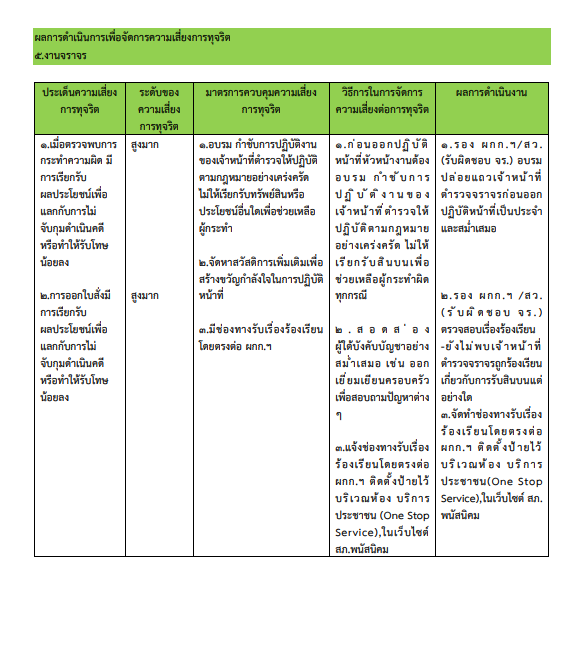 ผลการดำเนินการเพื่อจัดการความเสี่ยงการทุจริต
๕.งานจราจร
ประเด็นความเสี่ยง
การทุจริต
ระดับของ
ความเสี่ยง
การทุจริต
มาตรการควบคุมความเสี่ยง
การทุจริต
วิธีการในการจัดการ
ความเสี่ยงต่อการทุจริต
ผลการดำเนินงาน
๑.เมื่อตรวจพบการ
กระทำความผิด มี
การเรียกรับ
ผลประโยชน์เพื่อ
แลกกับการไม่
จับกุมดำเนินคดี
หรือทำให้รับโทษ
น้อยลง
๒.การออกใบสั่งมี
การเรียกรับ
ผลประโยชน์เพื่อ
แลกกับการไม่
จับกุมดำเนินคดี
หรือทำให้รับโทษ
น้อยลง
สูงมาก
สูงมาก
๑.อบรม กำชับการปฏิบัติงาน
ของเจ้าหน้าที่ตำรวจให้ปฏิบัติ
ตามกฎหมายอย่างเคร่งครัด
ไม่ให้เรียกรับทรัพย์สินหรือ
ประโยชน์อื่นใดเพื่อช่วยเหลือ
ผู้กระทำ
๒.จัดหาสวัสดิการเพิ่มเติมเพื่อ
สร้างขวัญกำลังใจในการปฏิบัติ
หน้าที่
๓.มีช่องทางรับเรื่องร้องเรียน
โดยตรงต่อ ผกก.ฯ
๑.ก่อนออกปฏิบัติ
หน้าที่หัวหน้างานต้อง
อบรม กำชับการ
ปฏิบัติงานของ
เจ้าหน้าที่ตำรวจให้
ปฏิบัติตามกฎหมาย
อย่างเคร่งครัด ไม่ให้
เรียกรับสินบนเพื่อ
ช่วยเหลือผู้กระทำผิด
ทุกกรณี
๒.สอดส่อง
ผู้ใต้บังคับบัญชาอย่าง
สม่ำเสมอ เช่น ออก
เยี่ยมเยียนครอบครัว
เพื่อสอบถามปัญหาต่าง
ๆ
๓.แจ้งช่องทางรับเรื่อง
ร้องเรียนโดยตรงต่อ
ผกก.ฯ ติดตั้งป้ายไว้
บริเวณห้อง บริการ
ประชาชน (One Stop
Service),ในเว็บไซต์
สภ.พนัสนิคม
๑.รอง ผกก.ฯ/สว.
(รับผิดชอบ จร.) อบรม
ปล่อยแถวเจ้าหน้าที่
ตำรวจจราจรก่อนออก
ปฏิบัติหน้าที่เป็นประจำ
และสม่ำเสมอ
๒.รอง ผกก.ฯ /สว.
(รับผิดชอบ จร.)
ตรวจสอบเรื่องร้องเรียน
-ยังไม่พบเจ้าหน้าที่
ตำรวจจราจรถูกร้องเรียน
เกี่ยวกับการรับสินบนแต่
อย่างใด
๓.จัดทำช่องทางรับเรื่อง
ร้องเรียนโดยตรงต่อ
ผกก.ฯ ติดตั้งป้ายไว้
บริเวณห้อง บริการ
ประชาชน(One Stop
Service),ในเว็บไซต์ สภ.
พนัสนิคม